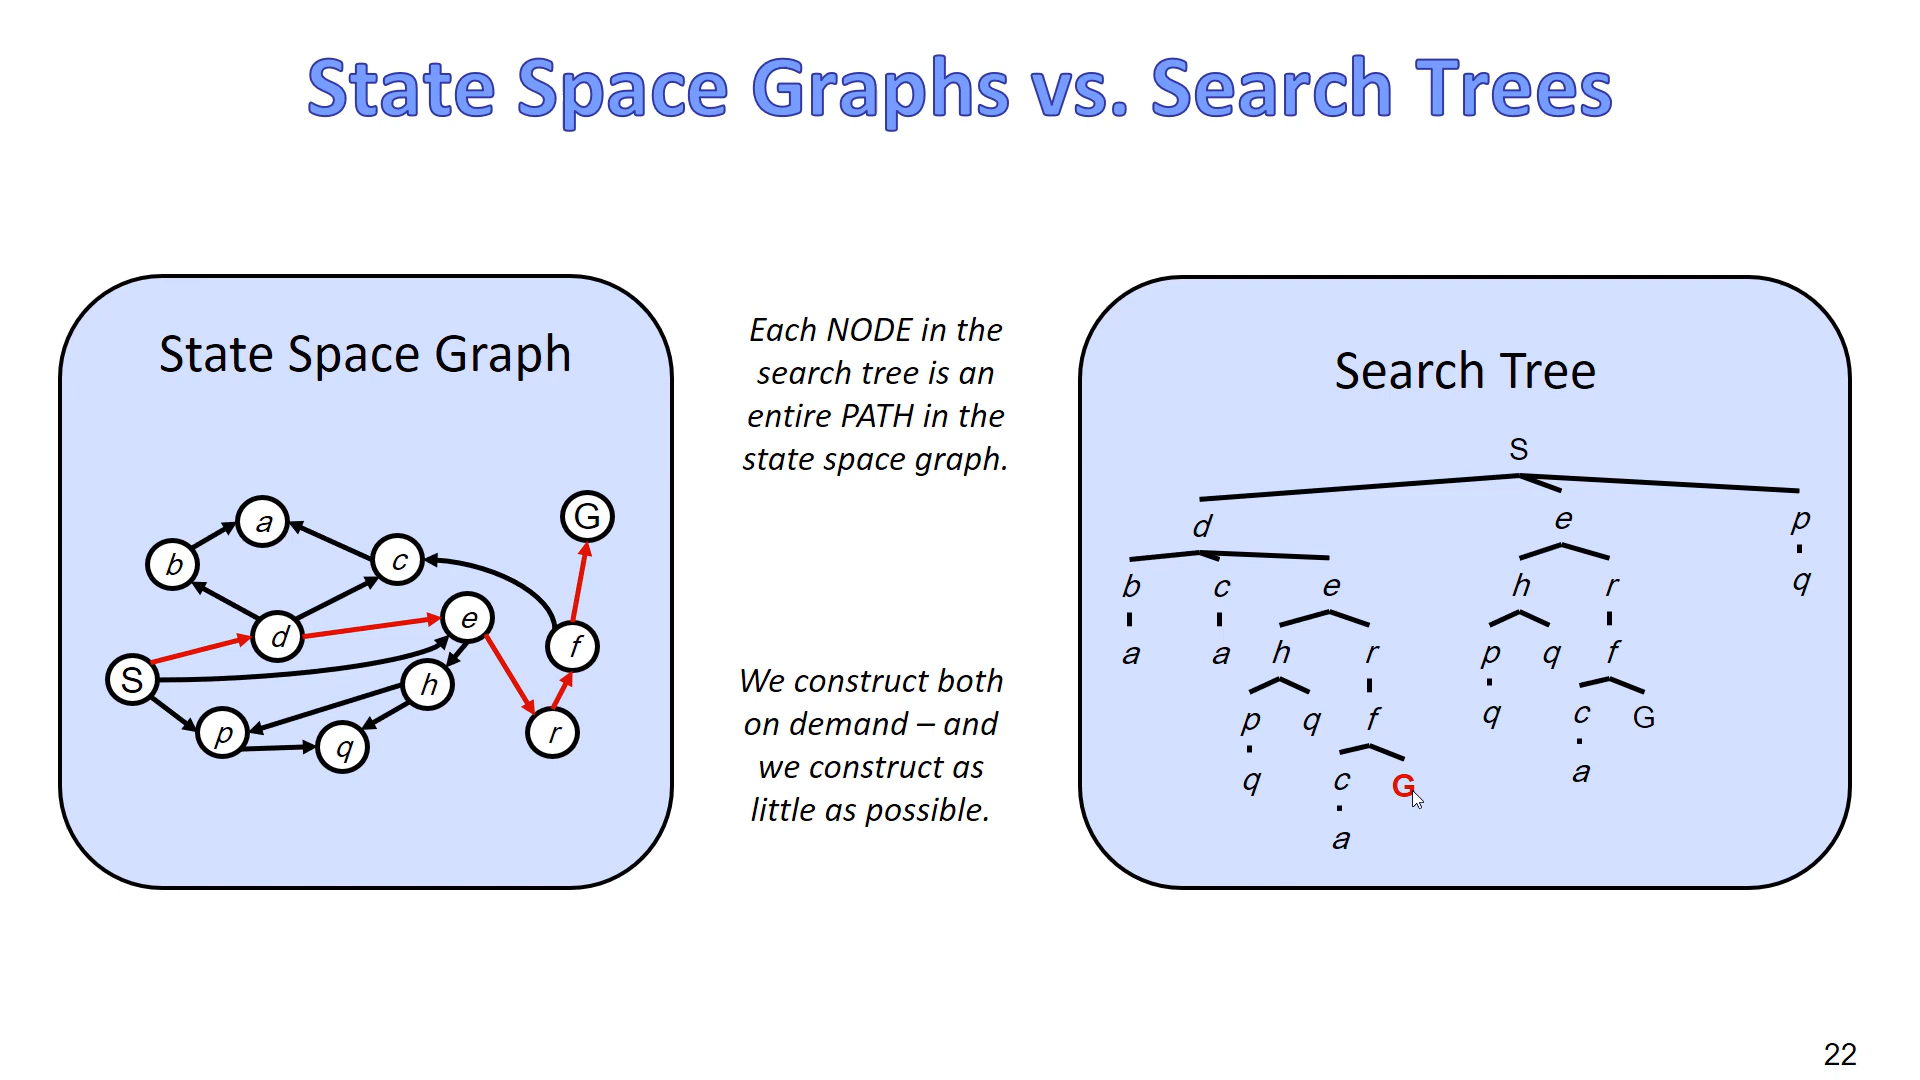 State Space Graphs vs. Search Trees
State Space Graph
a
G
b
c
e
d
f
S
h
p
q
r
Each NODE in the
search tree is an
entire PATH in the
state space graph.
We construct both
on demand – and
we construct as
little as possible.
Search Tree
S
d e p
b c e h r q
a a h r p q f
p q f q c G
q c G a
a
22